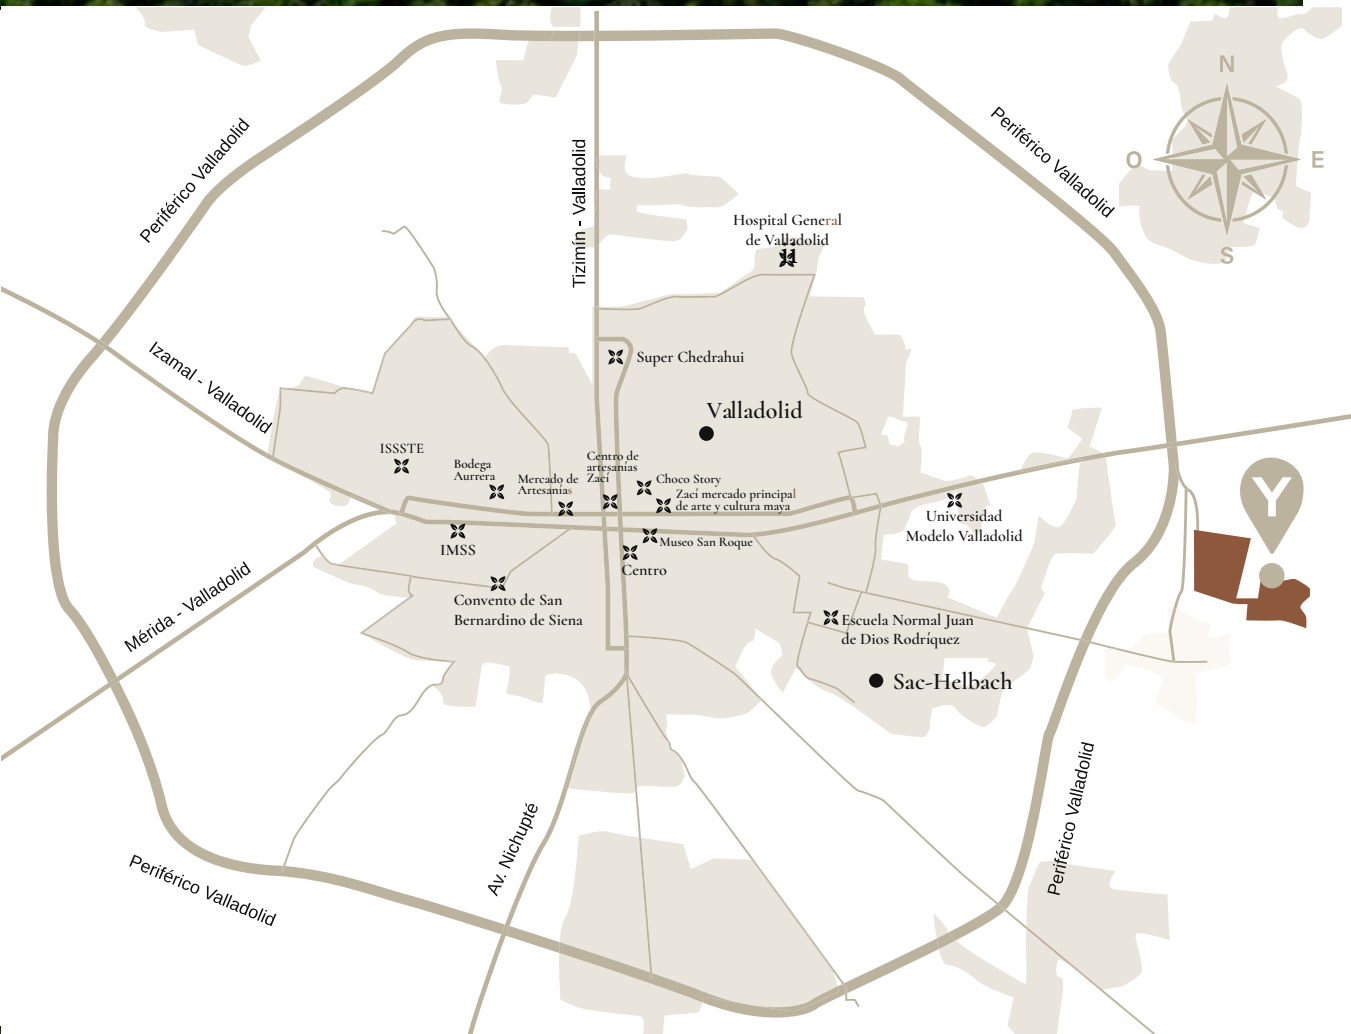 N
O
E
S
Periférico Valladolid
Periférico Valladolid
Tizimín - Valladolid
Hospital General
de Valladolid
Izamal - Valladolid
Super Chedrahui
Valladolid
ISSSTE
Bodega
Aurrera
Mercado de
Artesanías
Centro de
artesanías
Zací
Choco Story
Zací mercado principal
de arte y cultura maya
Y
Universidad
Modelo Valladolid
IMSS
Museo San Roque
Centro
Mérida - Valladolid
Convento de San
Bernardino de Siena
Escuela Normal Juan
de Dios Rodríquez
Sac-Helbach
Av. Nichupté
Periférico Valladolid
Periférico Valladolid